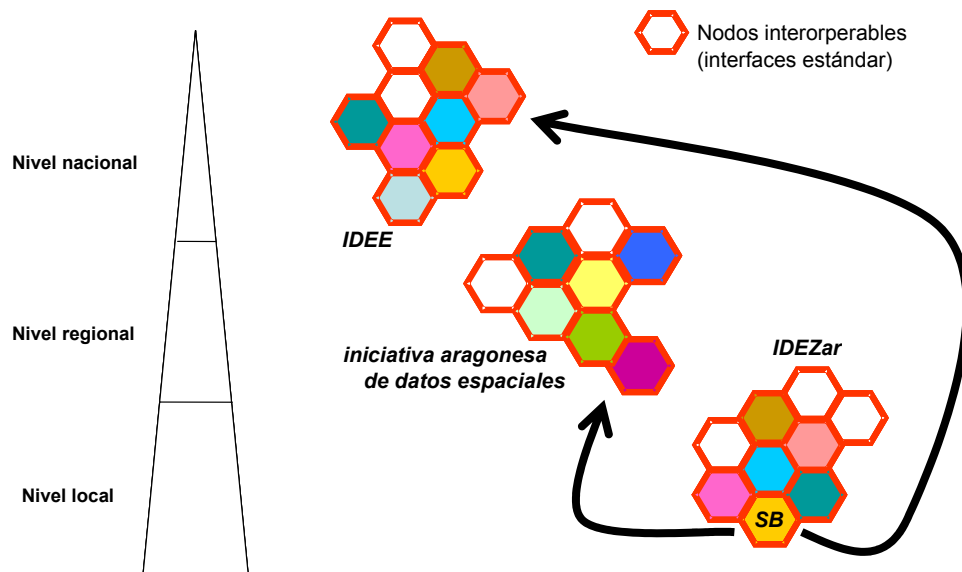 Nodos interorperables
(interfaces estándar)
Nivel nacional
IDEE
Nivel regional
iniciativa aragonesa
de datos espaciales
IDEZar
Nivel local
SB